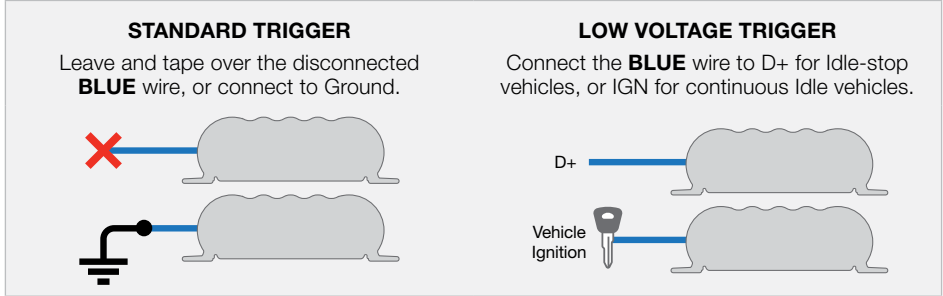 STANDARD TRIGGER
Leave and tape over the disconnected
BLUE wire, or connect to Ground.
LOW VOLTAGE TRIGGER
Connect the BLUE wire to D+ for Idle-stop
vehicles, or IGN for continuous Idle vehicles.
D+
Vehicle
Ignition